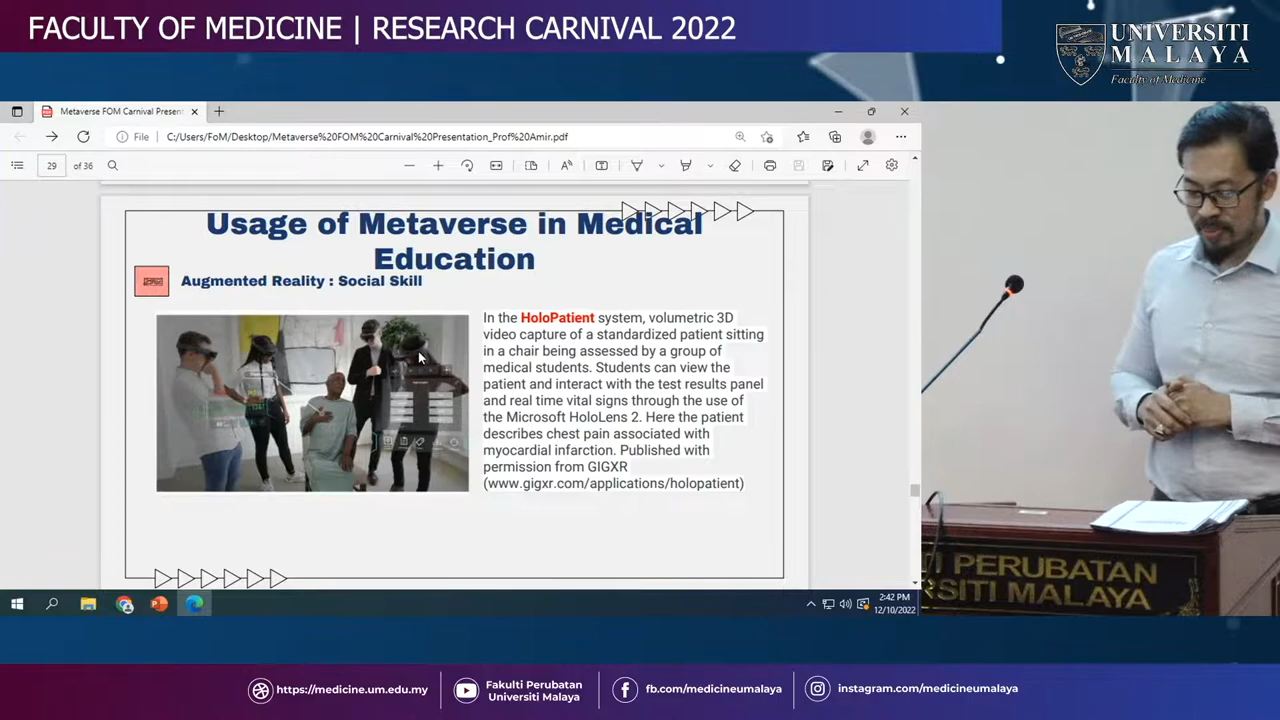 FACULTY OF MEDICINE | RESEARCH CARNIVAL 2022
UNIVERSITI
MALAYA
Faculty of Medicine
Metaverse FOM Carnival Present
File
C:/Users/FoM/Desktop/Metaverse%20FOM%20Carnival%20Presentation_Prof%20Amir.pdf
29 of 36
Usage of Metaverse in Medical
Education
Augmented Reality : Social Skill
In the HoloPatient system, volumetric 3D
video capture of a standardized patient sitting
in a chair being assessed by a group of
medical students. Students can view the
patient and interact with the test results panel
and real time vital signs through the use of
the Microsoft HoloLens 2. Here the patient
describes chest pain associated with
myocardial infarction. Published with
permission from GIGXR
(www.gigxr.com/applications/holopatient)
I PERUBATAN
RSITI MALAYA
2:42 PM
12/10/2022
https://medicine.um.edu.my
Fakulti Perubatan
Universiti Malaya
fb.com/medicineumalaya
instagram.com/medicineumalaya